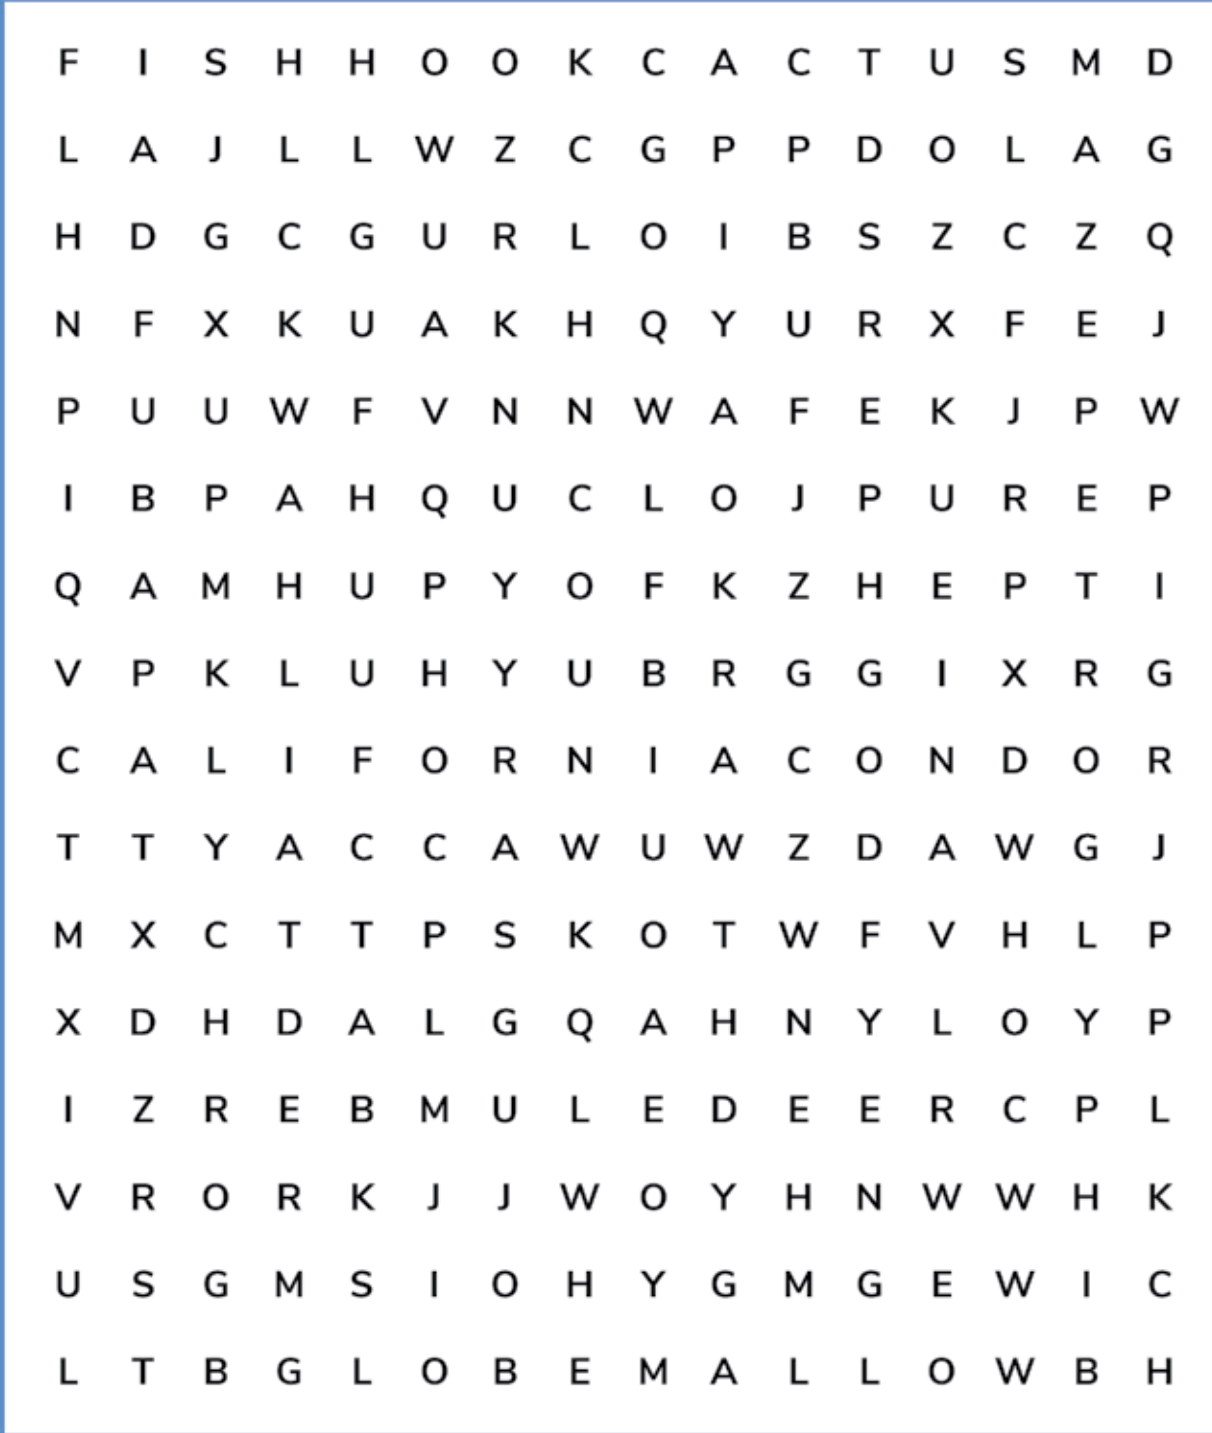 F I S H H O O K C A C T U S M D
L A J L L W Z C G P P D O L A G
H D G C G U R L O I B S Z C Z Q
N F X K U A K H Q Y U R X F E J
P U U W F V N N W A F E K J P W
I B P A H Q U C L O J P U R E P
Q A M H U P Y O F K Z H E P T I
V P K L U H Y U B R G G I X R G
C A L I F O R N I A C O N D O R
T T Y A C C A W U W Z D A W G J
M X C T T P S K O T W F V H L P
X D H D A L G Q A H N Y L O Y P
I Z R E B M U L E D E E R C P L
V R O R K J J W O Y H N W W H K
U S G M S I O H Y G M G E W I C
L T B G L O B E M A L L O W B H